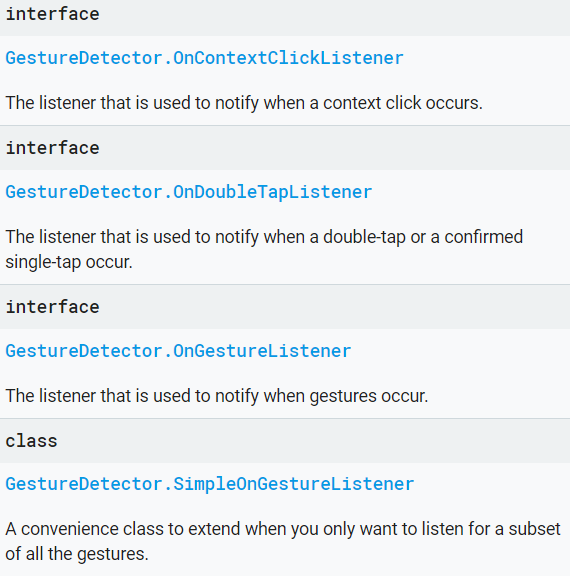 interface
GestureDetector.OnContextClickListener
The listener that is used to notify when a context click occurs.
interface
GestureDetector.OnDoubleTapListener
The listener that is used to notify when a double-tap or a confirmed
single-tap occur.
interface
GestureDetector.OnGestureListener
The listener that is used to notify when gestures occur.
class
GestureDetector.SimpleOnGestureListener
A convenience class to extend when you only want to listen for a subset
of all the gestures.